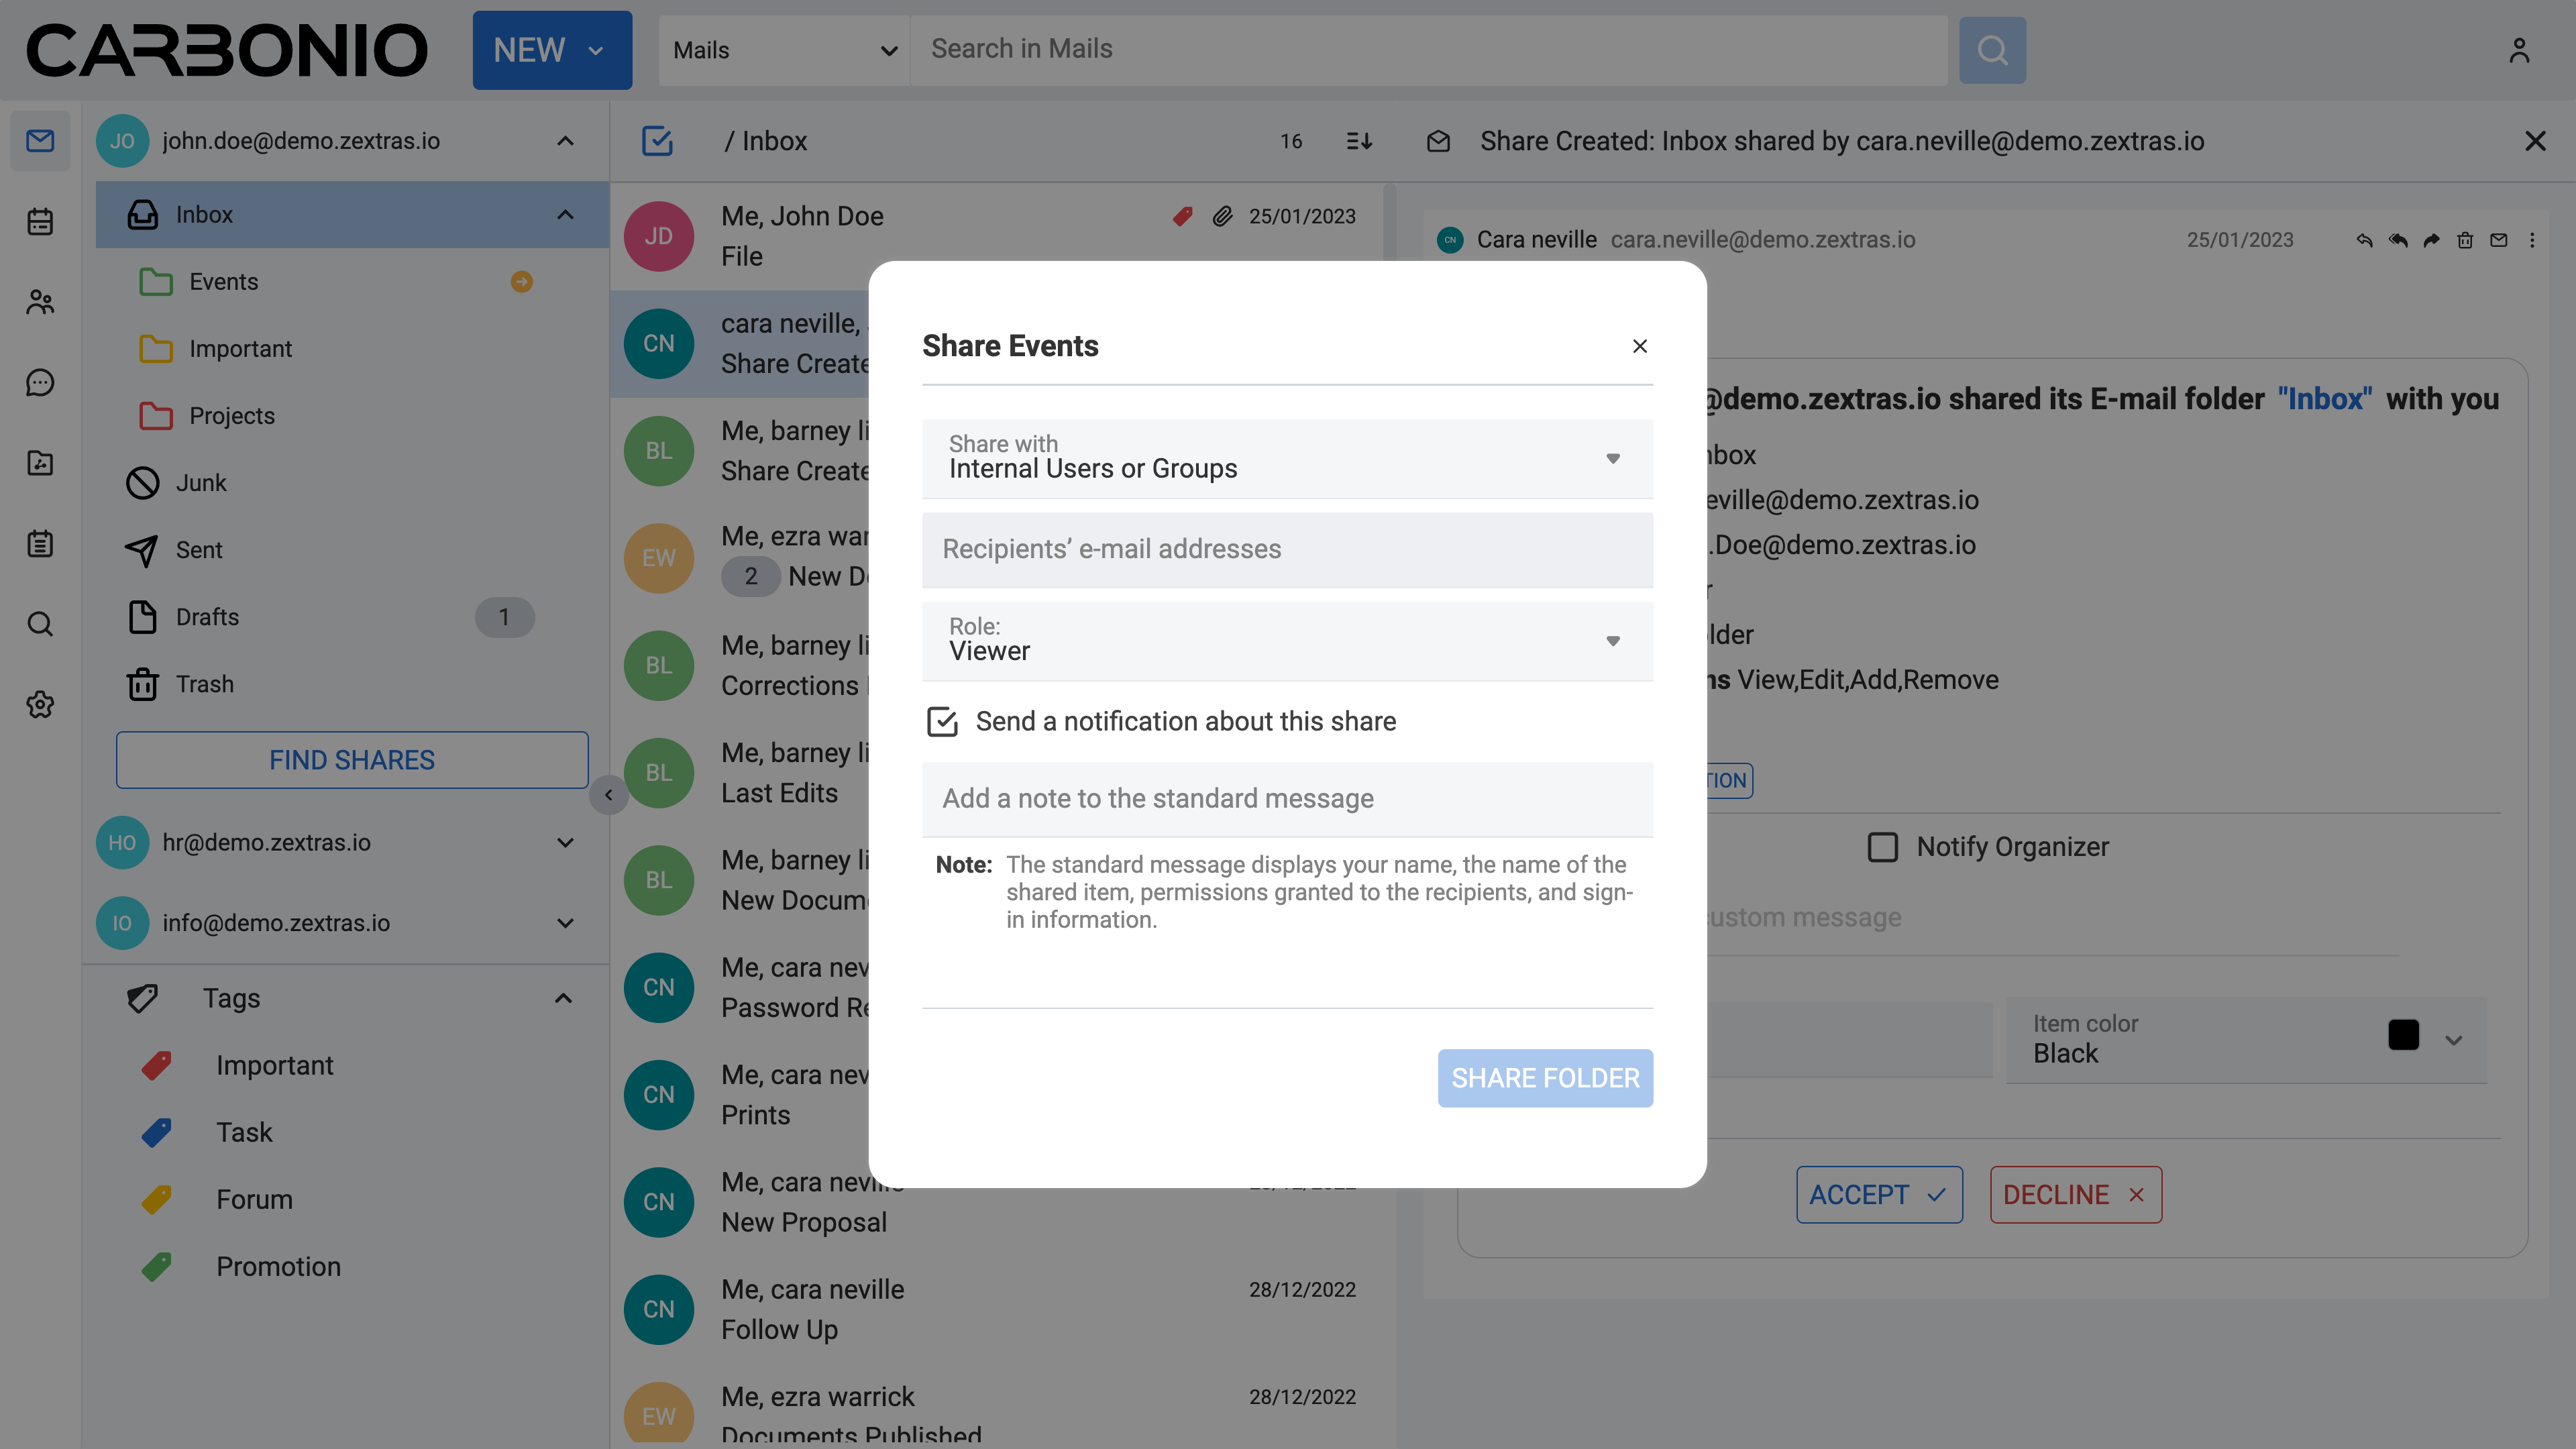 CARBONIO
NEW
Mails
Search in Mails
JO
john.doe@demo.zextras.io
Inbox
Events
Important
Projects
Junk
Sent
Drafts
1
Trash
FIND SHARES
HO
hr@demo.zextras.io
IO
info@demo.zextras.io
Tags
Important
Task
Forum
Promotion
/ Inbox
16
JD
Me, John Doe
25/01/2023
File
CN
cara neville,
Share Create
BL
Me, barney li
Share Create
EW
Me, ezra war
2
New D
BL
Me, barney li
Corrections
BL
Me, barney li
Last Edits
BL
Me, barney li
New Docum
CN
Me, cara nev
Password Re
CN
Me, cara nev
Prints
CN
Me, cara neville
New Proposal
CN
Me, cara neville
28/12/2022
Follow Up
EW
Me, ezra warrick
28/12/2022
Documents Published
Share Created: Inbox shared by cara.neville@demo.zextras.io
CN
Cara neville cara.neville@demo.zextras.io
25/01/2023
@demo.zextras.io shared its E-mail folder "Inbox" with you
nbox
eville@demo.zextras.io
.Doe@demo.zextras.io
r
lder
ns View,Edit,Add,Remove
TION
Notify Organizer
custom message
Item color
Black
ACCEPT
DECLINE
Share Events
Share with
Internal Users or Groups
Recipients’ e-mail addresses
Role:
Viewer
Send a notification about this share
Add a note to the standard message
Note: The standard message displays your name, the name of the
shared item, permissions granted to the recipients, and sign-
in information.
SHARE FOLDER